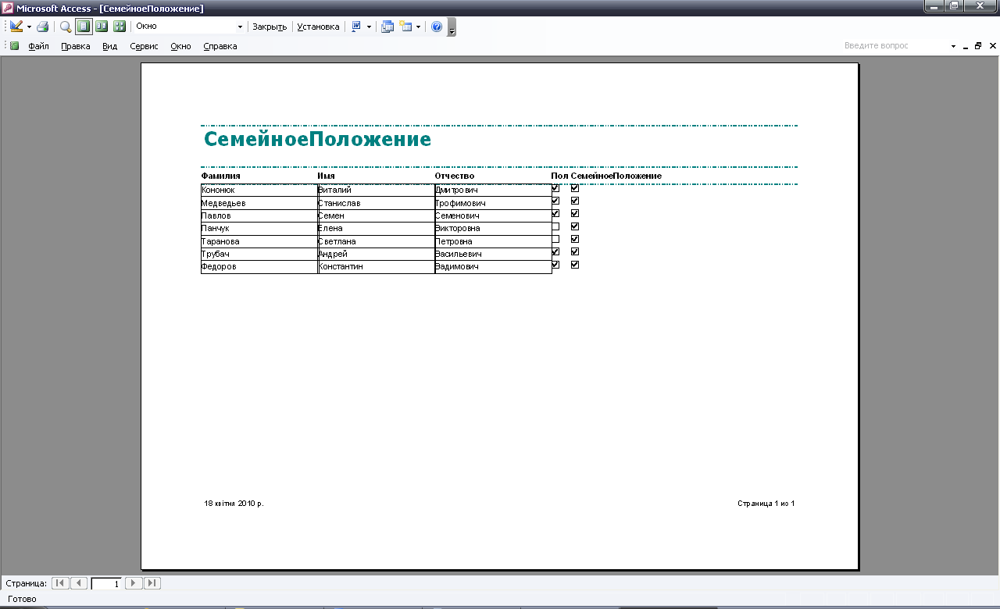 Microsoft Access - [СемейноеПоложение]
Окно Закрыть Установка
Файл Правка Вид Сервис Окно Справка Введите вопрос
СемейноеПоложение
Фамилия Имя Отчество Пол СемейноеПоложение
Кононюк Виталий Дмитрович
Медведьев Станислав Трофимович
Павлов Семен Семенович
Панчук Елена Викторовна
Таранова Светлана Петровна
Трубач Андрей Васильевич
Федоров Константин Вадимович
18 квітня 2010 р. Страница 1 из 1
Страница: 1
Готово